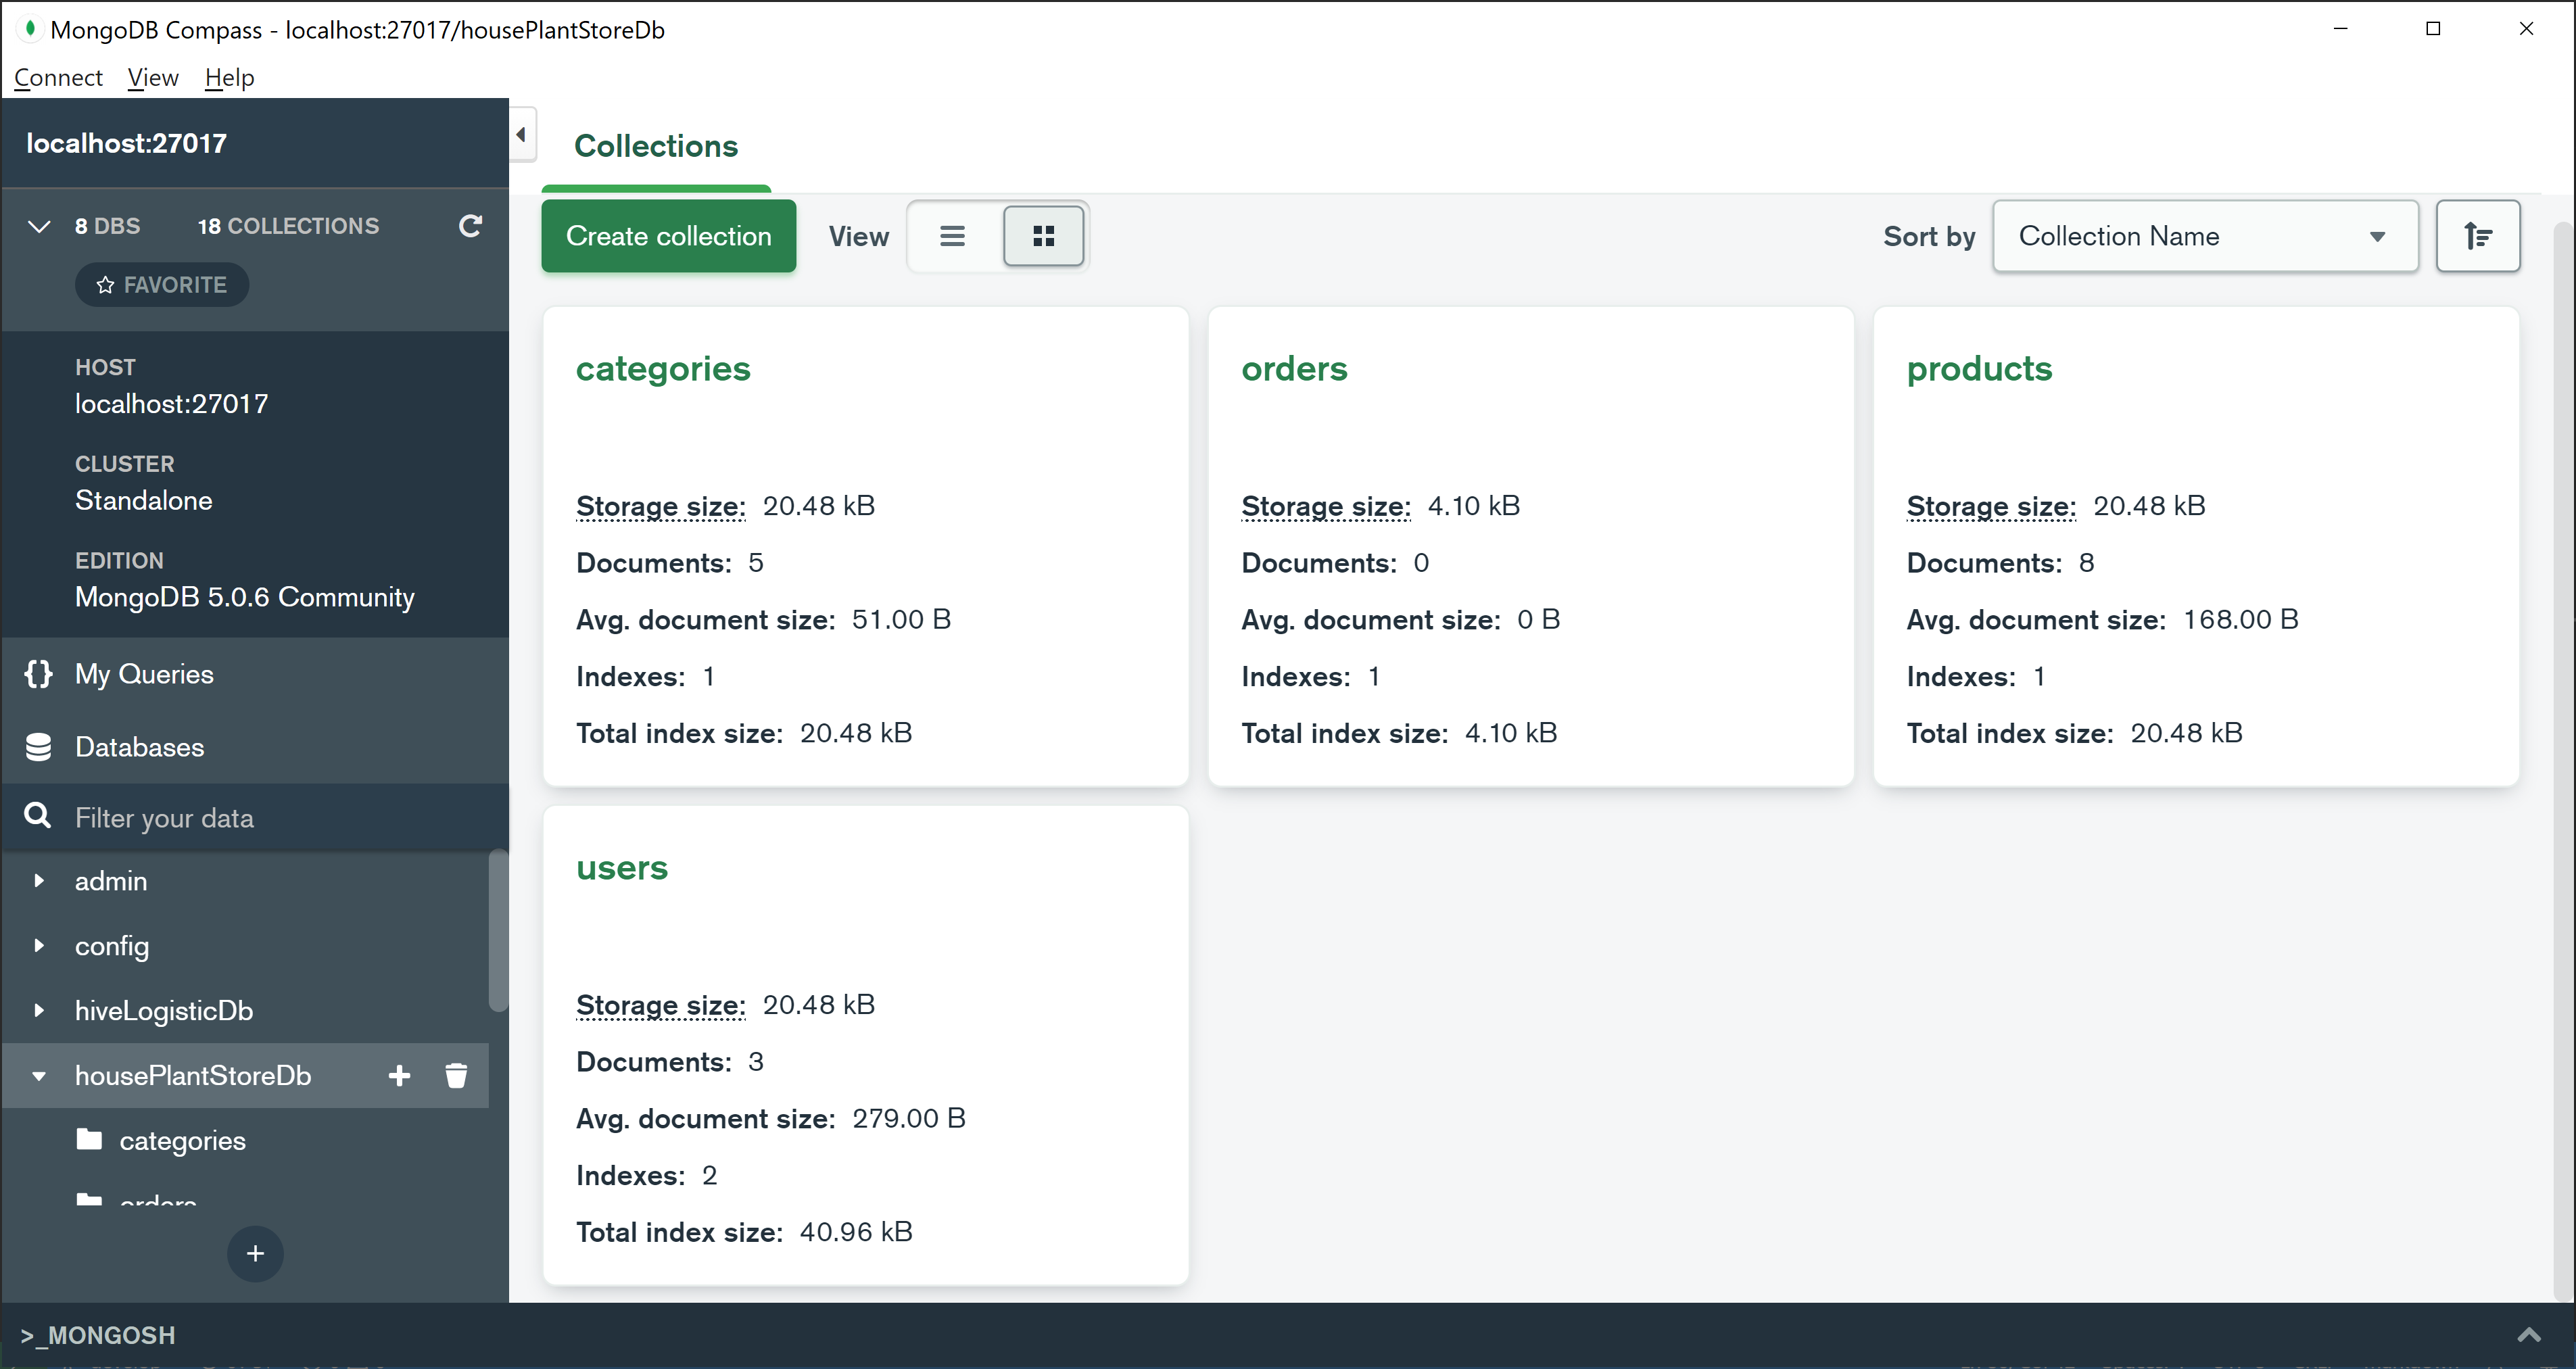 MongoDB Compass - localhost:27017/housePlantStoreDb
Connect View Help
localhost:27017
8 DBS 18 COLLECTIONS
FAVORITE
HOST
localhost:27017
CLUSTER
Standalone
EDITION
MongoDB 5.0.6 Community
{} My Queries
Databases
Filter your data
admin
config
hiveLogisticDb
housePlantStoreDb
categories
orders
Collections
Create collection View Sort by Collection Name
categories
Storage size: 20.48 kB
Documents: 5
Avg. document size: 51.00 B
Indexes: 1
Total index size: 20.48 kB
orders
Storage size: 4.10 kB
Documents: 0
Avg. document size: 0 B
Indexes: 1
Total index size: 4.10 kB
products
Storage size: 20.48 kB
Documents: 8
Avg. document size: 168.00 B
Indexes: 1
Total index size: 20.48 kB
users
Storage size: 20.48 kB
Documents: 3
Avg. document size: 279.00 B
Indexes: 2
Total index size: 40.96 kB
>_MONGOSH